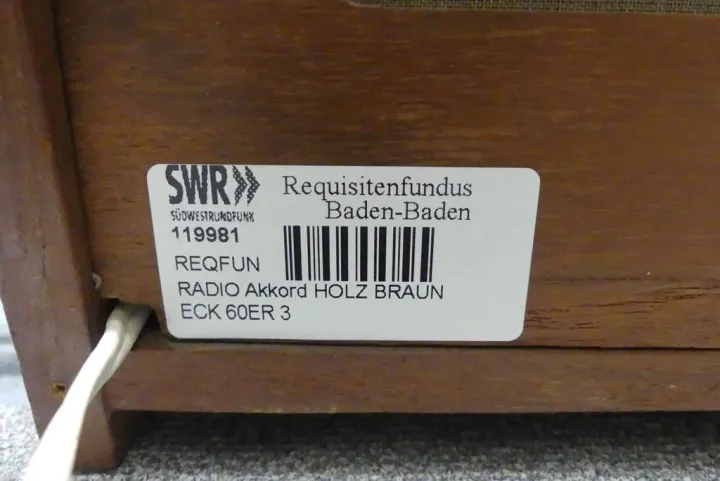 SWR
SÜDWESTRUNDFUNK
Requisitenfundus
Baden-Baden
119981
REQFUN
RADIO Akkord HOLZ BRAUN
ECK 60ER 3